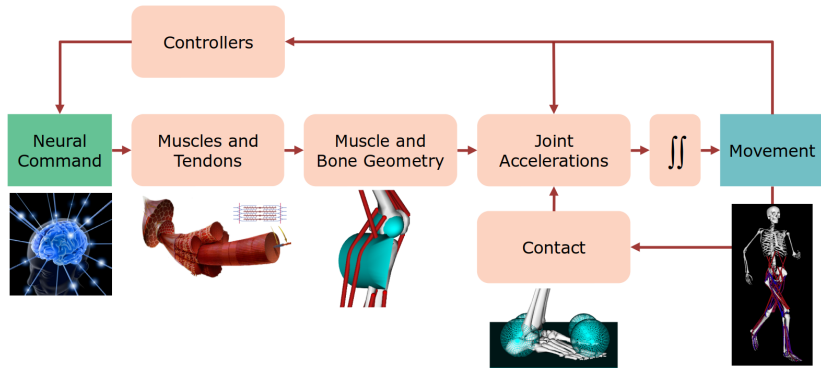 Controllers
Neural
Command
Muscles and
Tendons
Muscle and
Bone Geometry
Joint
Accelerations
∬
Movement
Contact